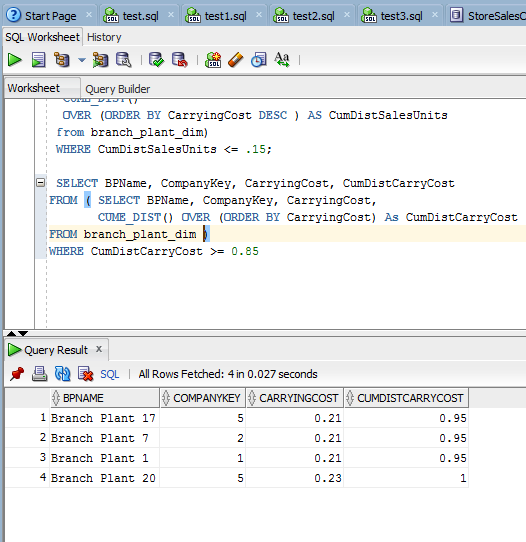 Start Page test.sql test1.sql test2.sql test3.sql StoreSalesC
SQL Worksheet History
Worksheet Query Builder
CUME_DIST()
OVER (ORDER BY CarryingCost DESC ) AS CumDistSalesUnits
from branch_plant_dim)
WHERE CumDistSalesUnits <= .15;
SELECT BPName, CompanyKey, CarryingCost, CumDistCarryCost
FROM ( SELECT BPName, CompanyKey, CarryingCost,
CUME_DIST() OVER (ORDER BY CarryingCost) As CumDistCarryCost
FROM branch_plant_dim )
WHERE CumDistCarryCost >= 0.85
Query Result x
SQL | All Rows Fetched: 4 in 0.027 seconds
BPNAME COMPANYKEY CARRYINGCOST CUMDISTCARRYCOST
1 Branch Plant 17 5 0.21 0.95
2 Branch Plant 7 2 0.21 0.95
3 Branch Plant 1 1 0.21 0.95
4 Branch Plant 20 5 0.23 1